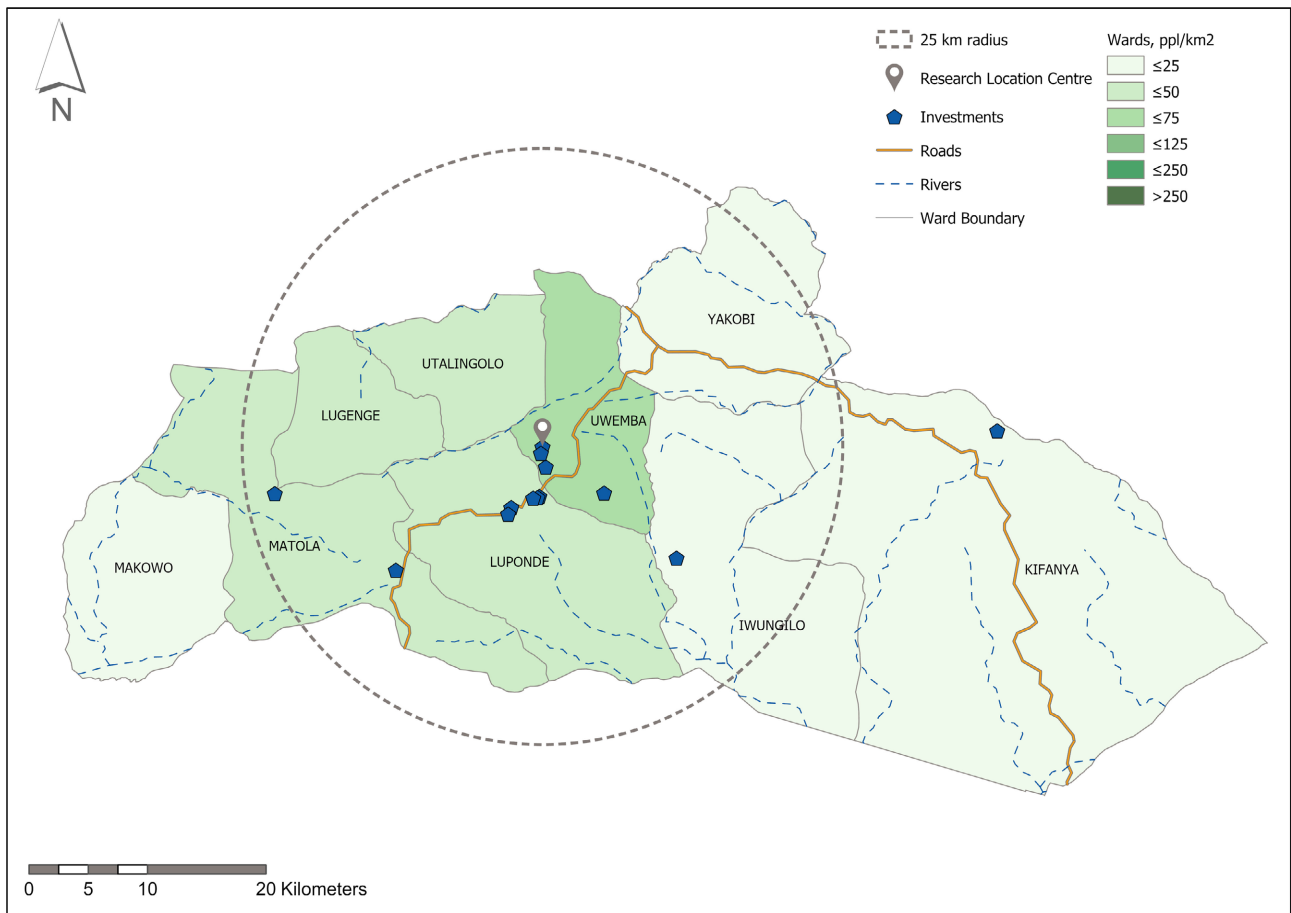 N
25 km radius
Research Location Centre
Investments
Roads
Rivers
Ward Boundary
Wards, ppl/km2
≤25
≤50
≤75
≤125
≤250
>250
YAKOBI
UTALINGOLO
LUGENGE
UWEMBA
MATOLA
MAKOWO
LUPONDE
KIFANYA
IWUNGILO
0 5 10 20 Kilometers